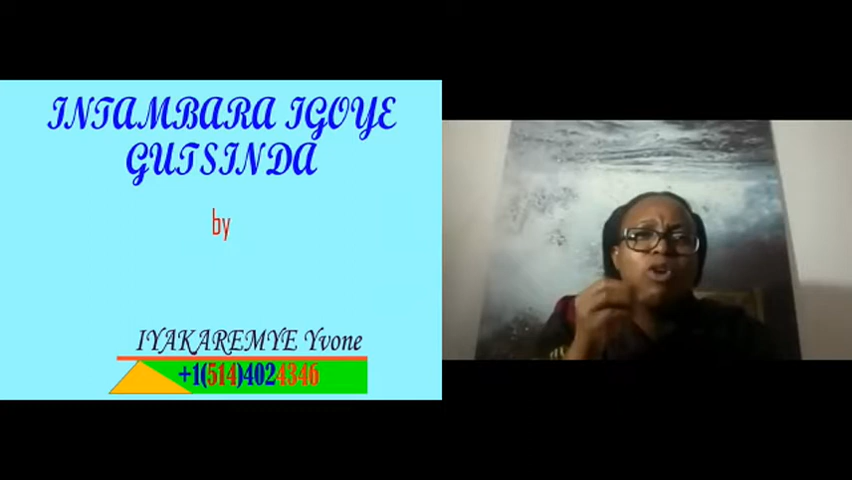 INTAMBARA IGOYE
GUTSINDA
by
IYAKAREMYE Yvone
+1(514)4024346